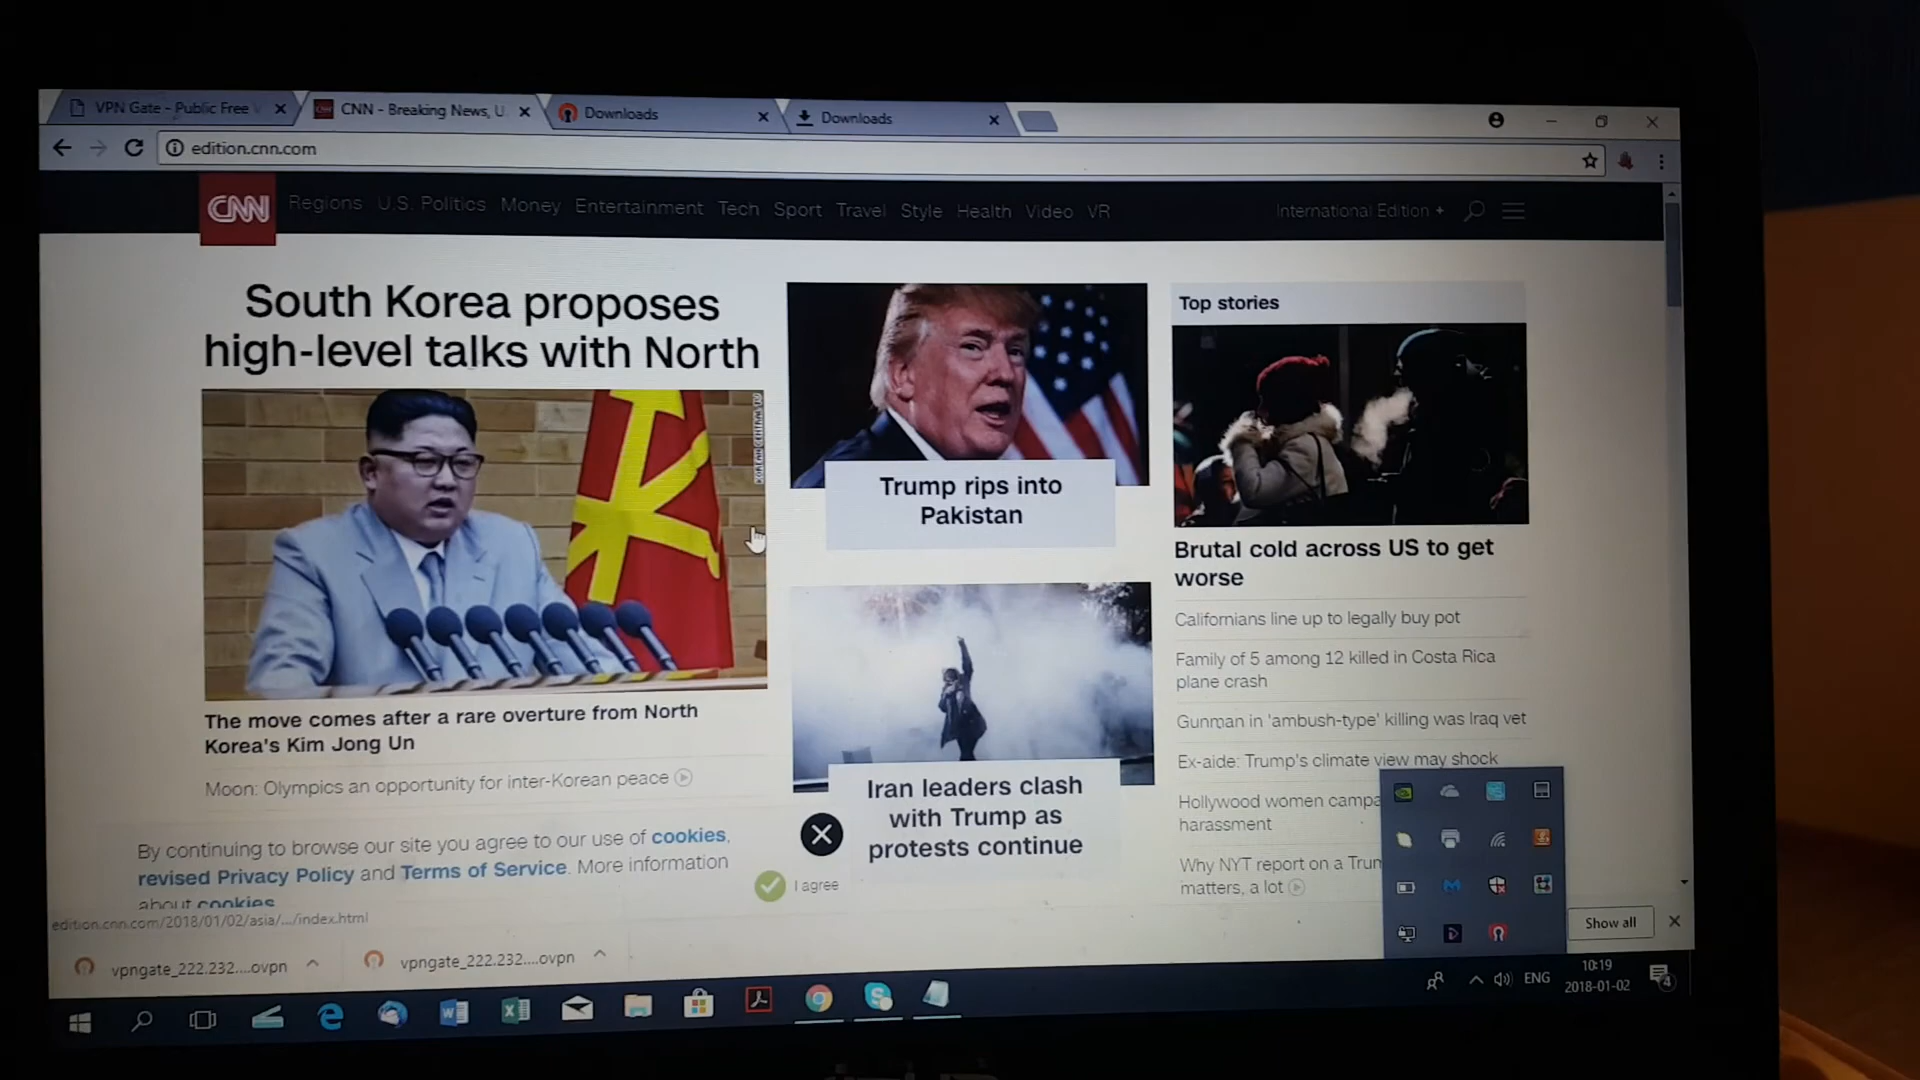 VPN Gate - Public Free V
CNN - Breaking News, U.
Downloads
Downloads
edition.cnn.com
CNN
Regions U.S. Politics Money Entertainment Tech Sport Travel Style Health Video VR
International Edition +
South Korea proposes
high-level talks with North
The move comes after a rare overture from North
Korea's Kim Jong Un
Moon: Olympics an opportunity for inter-Korean peace
Trump rips into
Pakistan
Iran leaders clash
with Trump as
protests continue
Top stories
Brutal cold across US to get
worse
Californians line up to legally buy pot
Family of 5 among 12 killed in Costa Rica
plane crash
Gunman in 'ambush-type' killing was Iraq vet
Ex-aide: Trump's climate view may shock
Hollywood women campa
harassment
Why NYT report on a Trum
matters, a lot
By continuing to browse our site you agree to our use of cookies,
revised Privacy Policy and Terms of Service. More information
about cookies
I agree
edition.cnn.com/2018/01/02/asia/.../index.html
vpngate_222.232....ovpn
vpngate_222.232....ovpn
Show all
ENG
10:19
2018-01-02
4